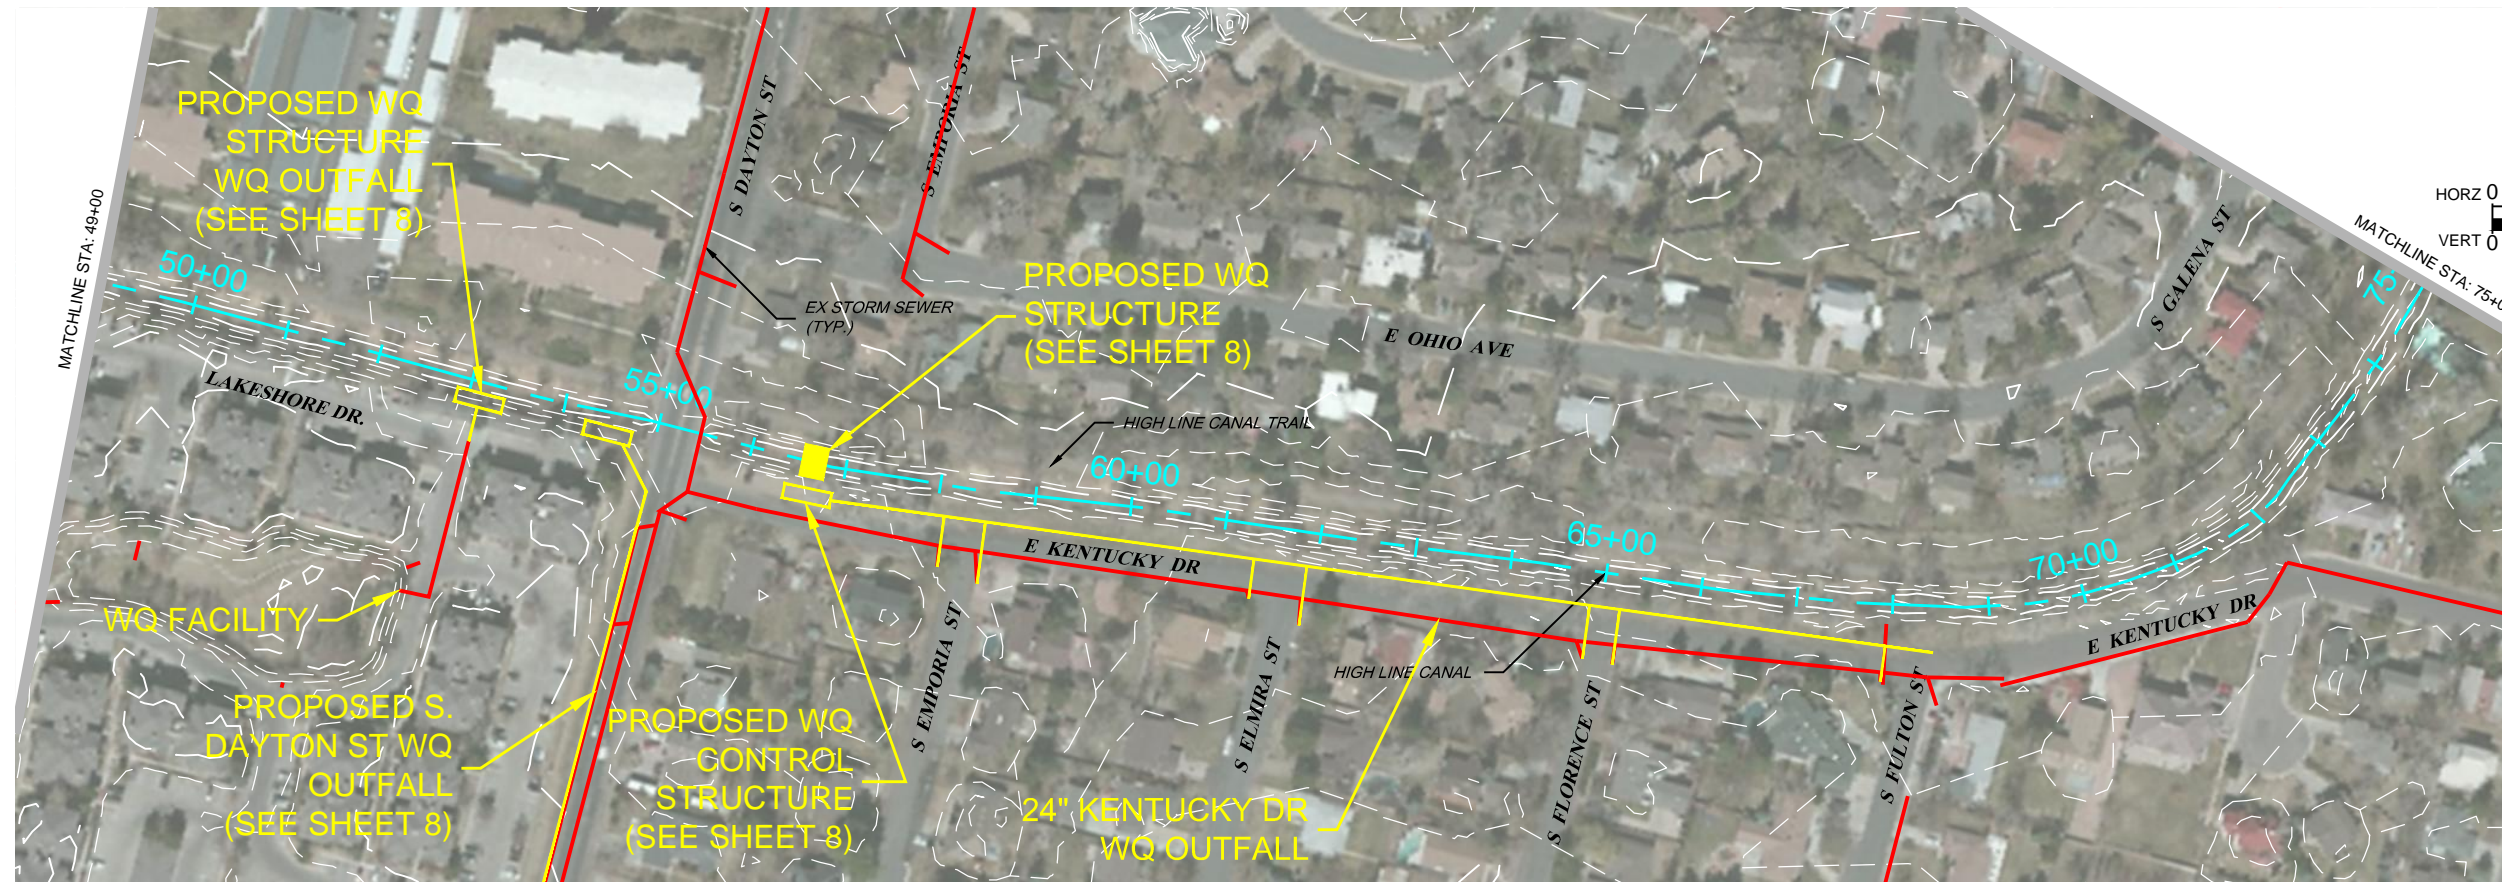 PROPOSED WQ
STRUCTURE
WQ OUTFALL
(SEE SHEET 8)
MATCHLINE STA: 49+00
50+00
LAKESHORE DR.
S DAYTON ST
S EMPORIA ST
EX STORM SEWER
(TYP.)
55+00
PROPOSED WQ
STRUCTURE
(SEE SHEET 8)
HIGH LINE CANAL TRAIL
60+00
E OHIO AVE
S GALENA ST
HORZ 0
VERT 0
MATCHLINE STA: 75+0
75-
65+00
70+00
E KENTUCKY DR
E KENTUCKY DR
WQ FACILITY
PROPOSED S.
DAYTON ST WQ
OUTFALL
(SEE SHEET 8)
PROPOSED WQ
CONTROL
STRUCTURE
(SEE SHEET 8)
S EMPORIA ST
S ELMIRA ST
HIGH LINE CANAL
24" KENTUCKY DR
WQ OUTFALL
S FLORENCE ST
S FULTON ST